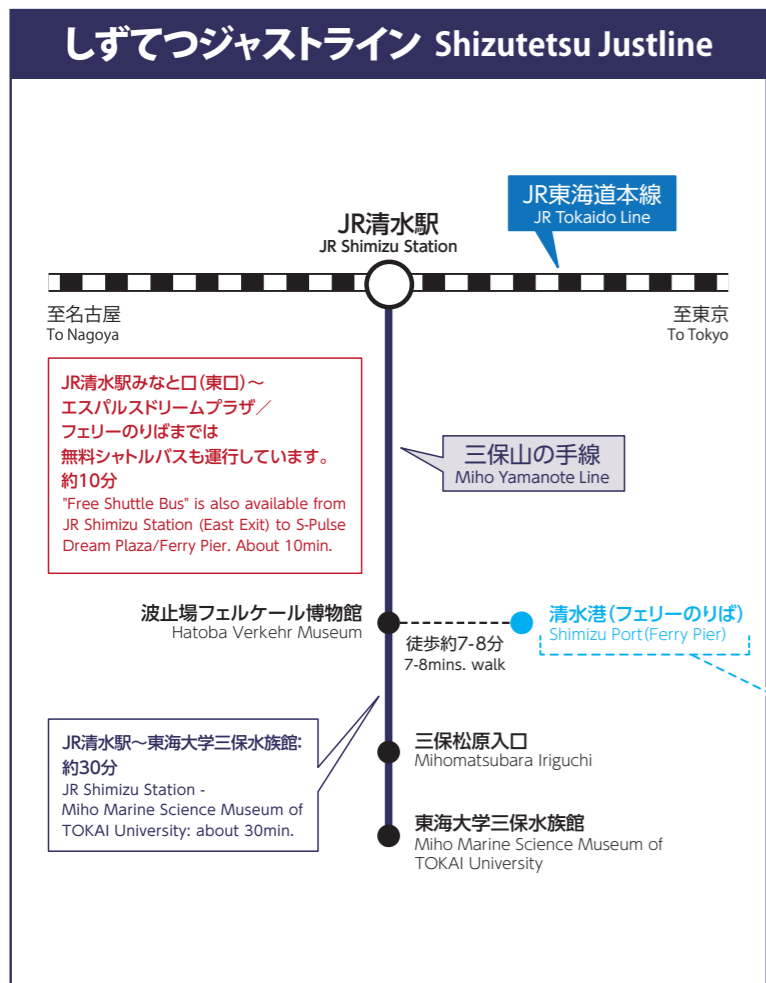 しずてつジャストライン Shizutetsu Justline
JR東海道本線
JR Tokaido Line
JR清水駅
JR Shimizu Station
至名古屋
To Nagoya
至東京
To Tokyo
JR清水駅みなと口(東口)～
エスパルスドリームプラザ／
フェリーのりばまでは
無料シャトルバスも運行しています。
約10分
"Free Shuttle Bus" is also available from
JR Shimizu Station (East Exit) to S-Pulse
Dream Plaza/Ferry Pier. About 10min.
三保山の手線
Miho Yamanote Line
波止場フェルケール博物館
Hatoba Verkehr Museum
徒歩約7-8分
7-8mins. walk
清水港(フェリーのりば)
Shimizu Port(Ferry Pier)
JR清水駅～東海大学三保水族館:
約30分
JR Shimizu Station -
Miho Marine Science Museum of
TOKAI University: about 30min.
三保松原入口
Mihomatsubara Iriguchi
東海大学三保水族館
Miho Marine Science Museum of
TOKAI University